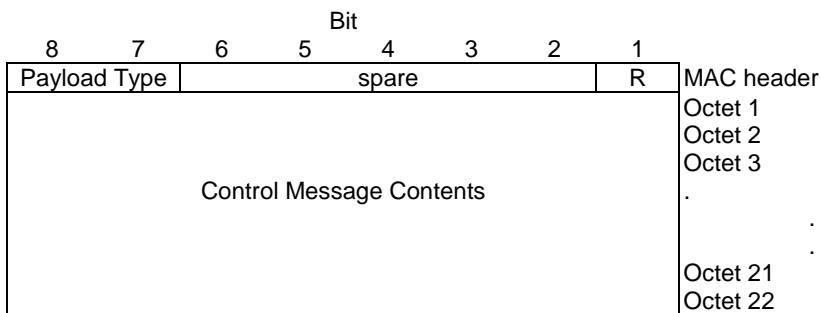 Bit
8 7 6 5 4 3 2 1
Payload Type spare R MAC header
Octet 1
Octet 2
Octet 3
Control Message Contents .
.
.
Octet 21
Octet 22